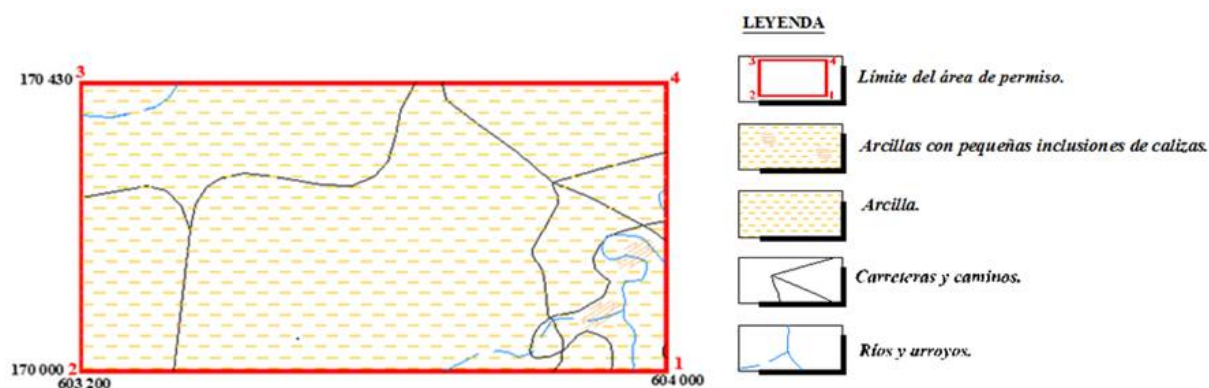 170 430
3
4
170 000
2
1
603 200
604 000
LEYENDA
3
4
2
1
Límite del área de permiso.
Arcillas con pequeñas inclusiones de calizas.
Arcilla.
Carreteras y caminos.
Ríos y arroyos.